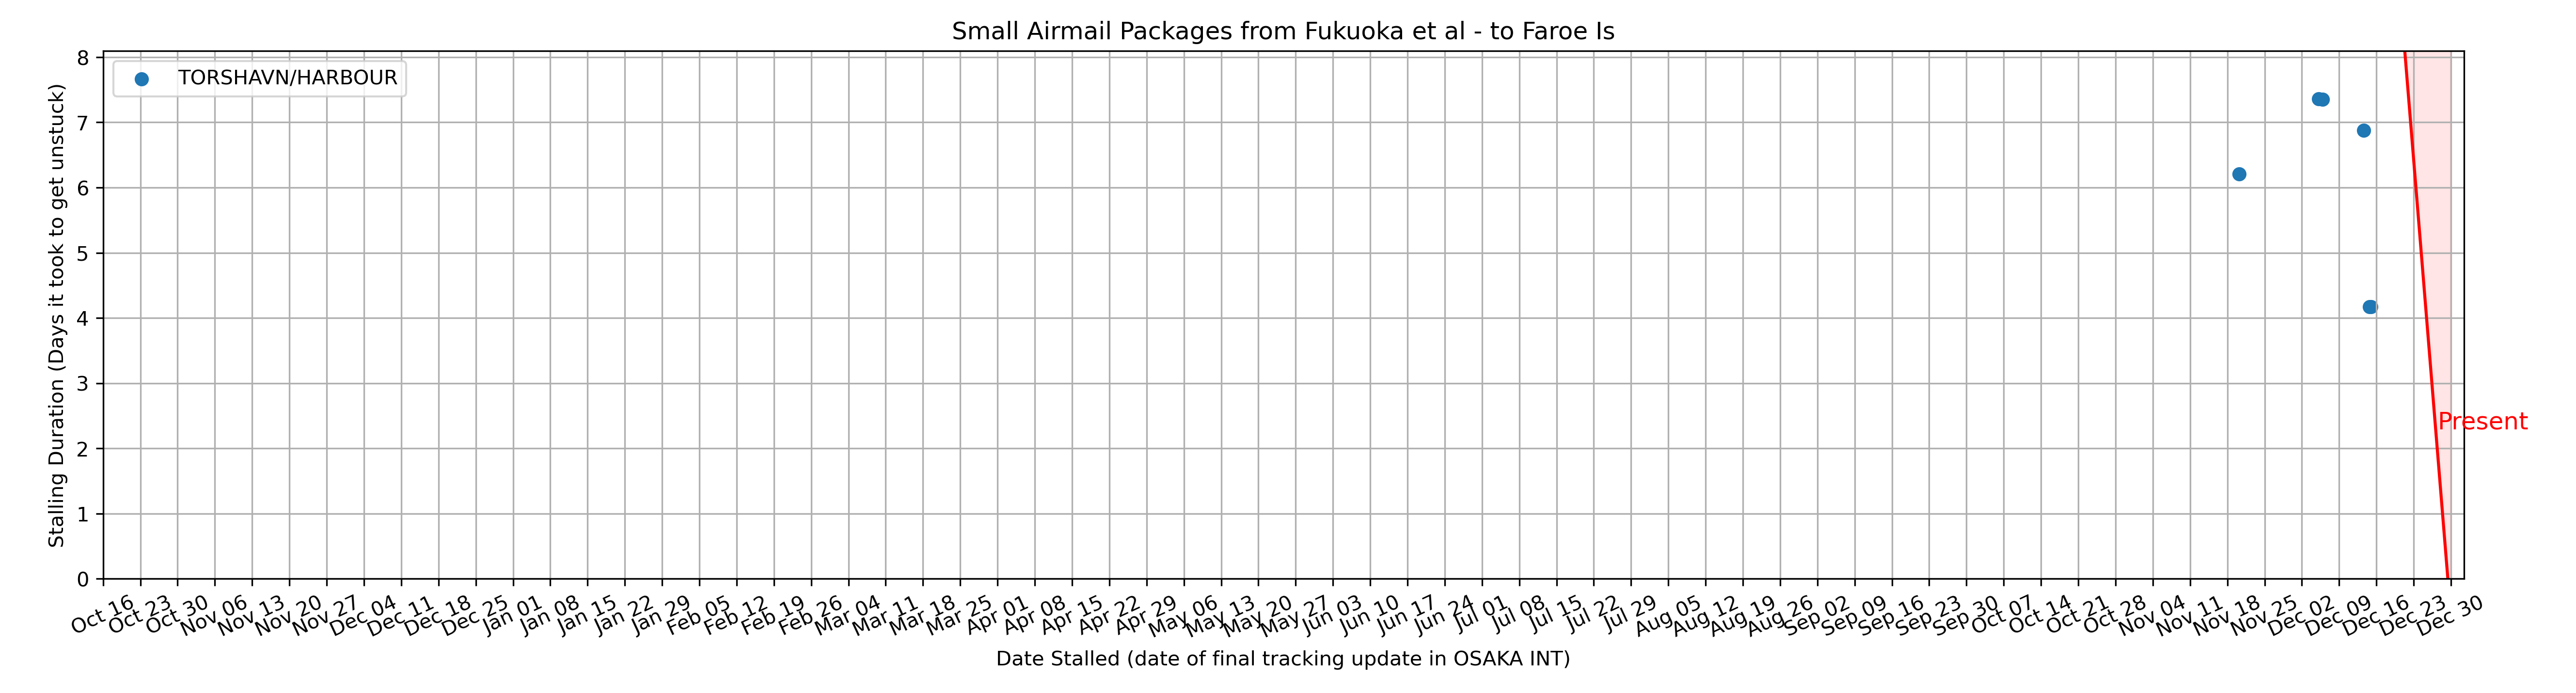 Small Airmail Packages from Fukuoka et al - to Faroe Is
Stalling Duration (Days it took to get unstuck)
8
7
6
5
4
3
2
1
0
TORSHAVN/HARBOUR
Present
Oct 16
Oct 23
Oct 30
Nov 06
Nov 13
Nov 20
Nov 27
Dec 04
Dec 11
Dec 18
Dec 25
Jan 01
Jan 08
Jan 15
Jan 22
Jan 29
Feb 05
Feb 12
Feb 19
Feb 26
Mar 04
Mar 11
Mar 18
Mar 25
Apr 01
Apr 08
Apr 15
Apr 22
Apr 29
May 06
May 13
May 20
May 27
Jun 03
Jun 10
Jun 17
Jun 24
Jul 01
Jul 08
Jul 15
Jul 22
Jul 29
Aug 05
Aug 12
Aug 19
Aug 26
Sep 02
Sep 09
Sep 16
Sep 23
Sep 30
Oct 07
Oct 14
Oct 21
Oct 28
Nov 04
Nov 11
Nov 18
Nov 25
Dec 02
Dec 09
Dec 16
Dec 23
Dec 30
Date Stalled (date of final tracking update in OSAKA INT)